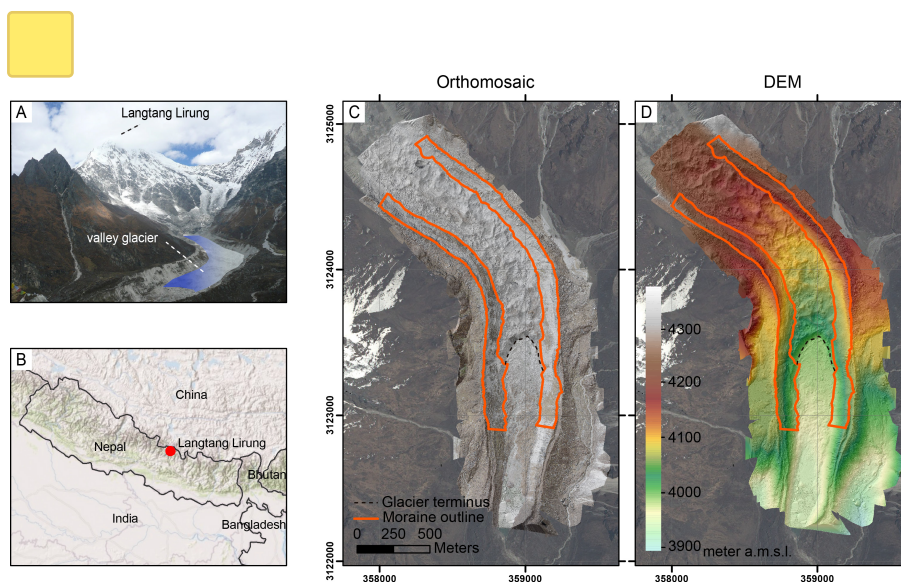 Orthomosaic
DEM
A
Langtang Lirung
valley glacier
B
China
Nepal
Langtang Lirung
Bhutan
India
Bangladesh
C
3125000
3124000
3123000
3122000
Glacier terminus
Moraine outline
0 250 500
Meters
358000
359000
D
4300
4200
4100
4000
3900
meter a.m.s.l.
358000
359000